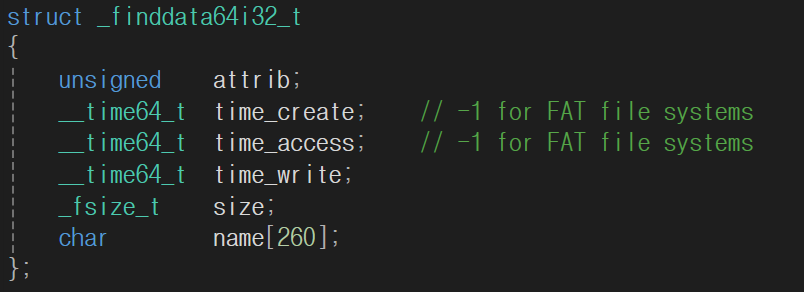 struct _finddata64i32_t
{
    unsigned    attrib;
    __time64_t  time_create;    // -1 for FAT file systems
    __time64_t  time_access;    // -1 for FAT file systems
    __time64_t  time_write;
    _fsize_t    size;
    char        name[260];
};